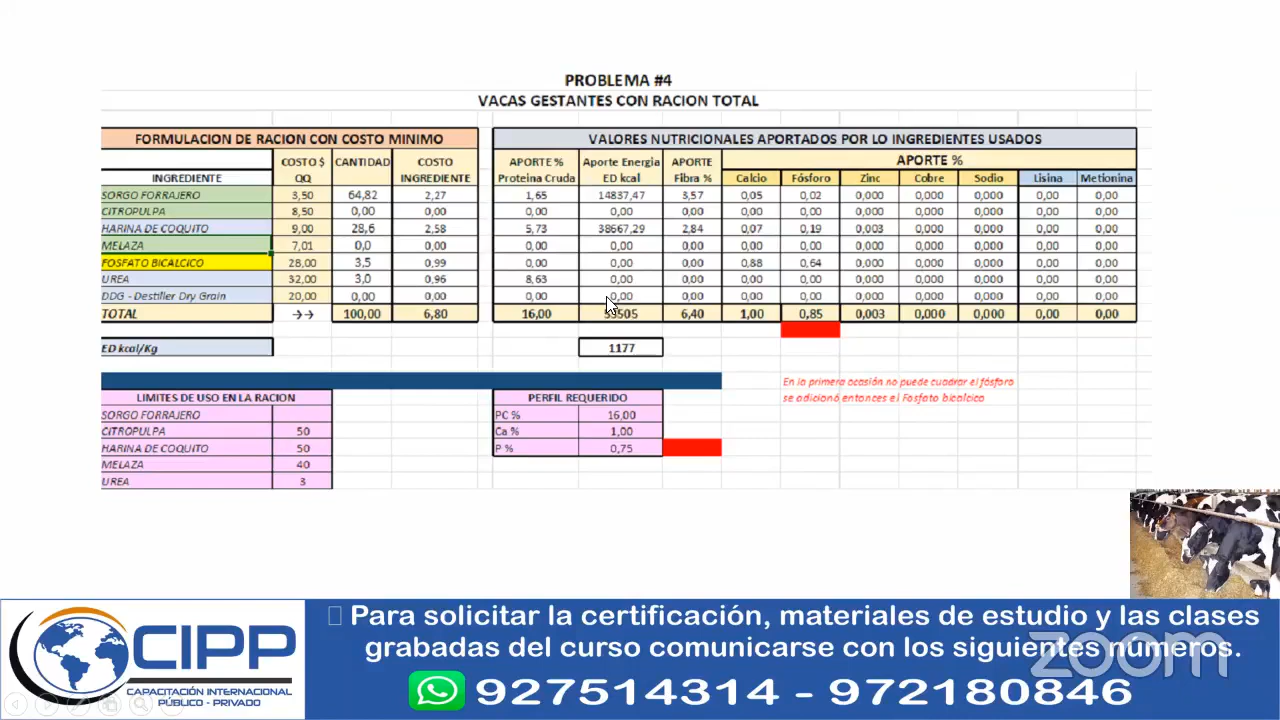 PROBLEMA #4
VACAS GESTANTES CON RACION TOTAL
FORMULACION DE RACION CON COSTO MINIMO
VALORES NUTRICIONALES APORTADOS POR LO INGREDIENTES USADOS
COSTO $ CANTIDAD COSTO APORTE % Aporte Energia APORTE APORTE %
INGREDIENTE QQ INGREDIENTE Proteina Cruda ED kcal Fibra % Calcio Fósforo Zinc Cobre Sodio Lisina Metionina
SORGO FORRAJERO 3,50 64,82 2,27 1,65 14837,47 3,57 0,05 0,02 0,000 0,000 0,000 0,00 0,00
CITROPULPA 8,50 0,00 0,00 0,00 0,00 0,00 0,00 0,00 0,000 0,000 0,000 0,00 0,00
HARINA DE COQUITO 9,00 28,6 2,58 5,73 38667,29 2,84 0,07 0,19 0,003 0,000 0,000 0,00 0,00
MELAZA 7,01 0,0 0,00 0,00 0,00 0,00 0,00 0,00 0,000 0,000 0,000 0,00 0,00
FOSFATO BICALCICO 28,00 3,5 0,99 0,00 0,00 0,00 0,88 0,64 0,000 0,000 0,000 0,00 0,00
UREA 32,00 3,0 0,96 8,63 0,00 0,00 0,00 0,00 0,000 0,000 0,000 0,00 0,00
DDG - Destiller Dry Grain 20,00 0,00 0,00 0,00 0,00 0,00 0,00 0,00 0,000 0,000 0,000 0,00 0,00
TOTAL →→ 100,00 6,80 16,00 6,40 1,00 0,85 0,003 0,000 0,000 0,00 0,00
ED kcal/Kg 1177
En la primera ocasión no puede cuadrar el fósforo
se adicionó entonces el Fosfato bicalcico
LIMITES DE USO EN LA RACION
SORGO FORRAJERO
CITROPULPA 50
HARINA DE COQUITO 50
MELAZA 40
UREA 3
PERFIL REQUERIDO
PC % 16,00
Ca % 1,00
P % 0,75
CIPP
CAPACITACIÓN INTERNACIONAL
PÚBLICO - PRIVADO
Para solicitar la certificación, materiales de estudio y las clases
grabadas del curso comunicarse con los siguientes números.
927514314 - 972180846
zoom